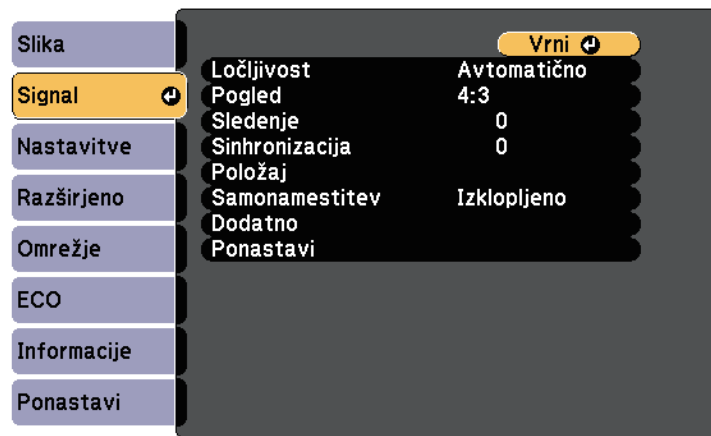 Slika
Signal
Nastavitve
Razširjeno
Omrežje
ECO
Informacije
Ponastavi
Vrni
Ločljivost Avtomatično
Pogled 4:3
Sledenje 0
Sinhronizacija 0
Položaj
Samonamestitev Izklopljeno
Dodatno
Ponastavi